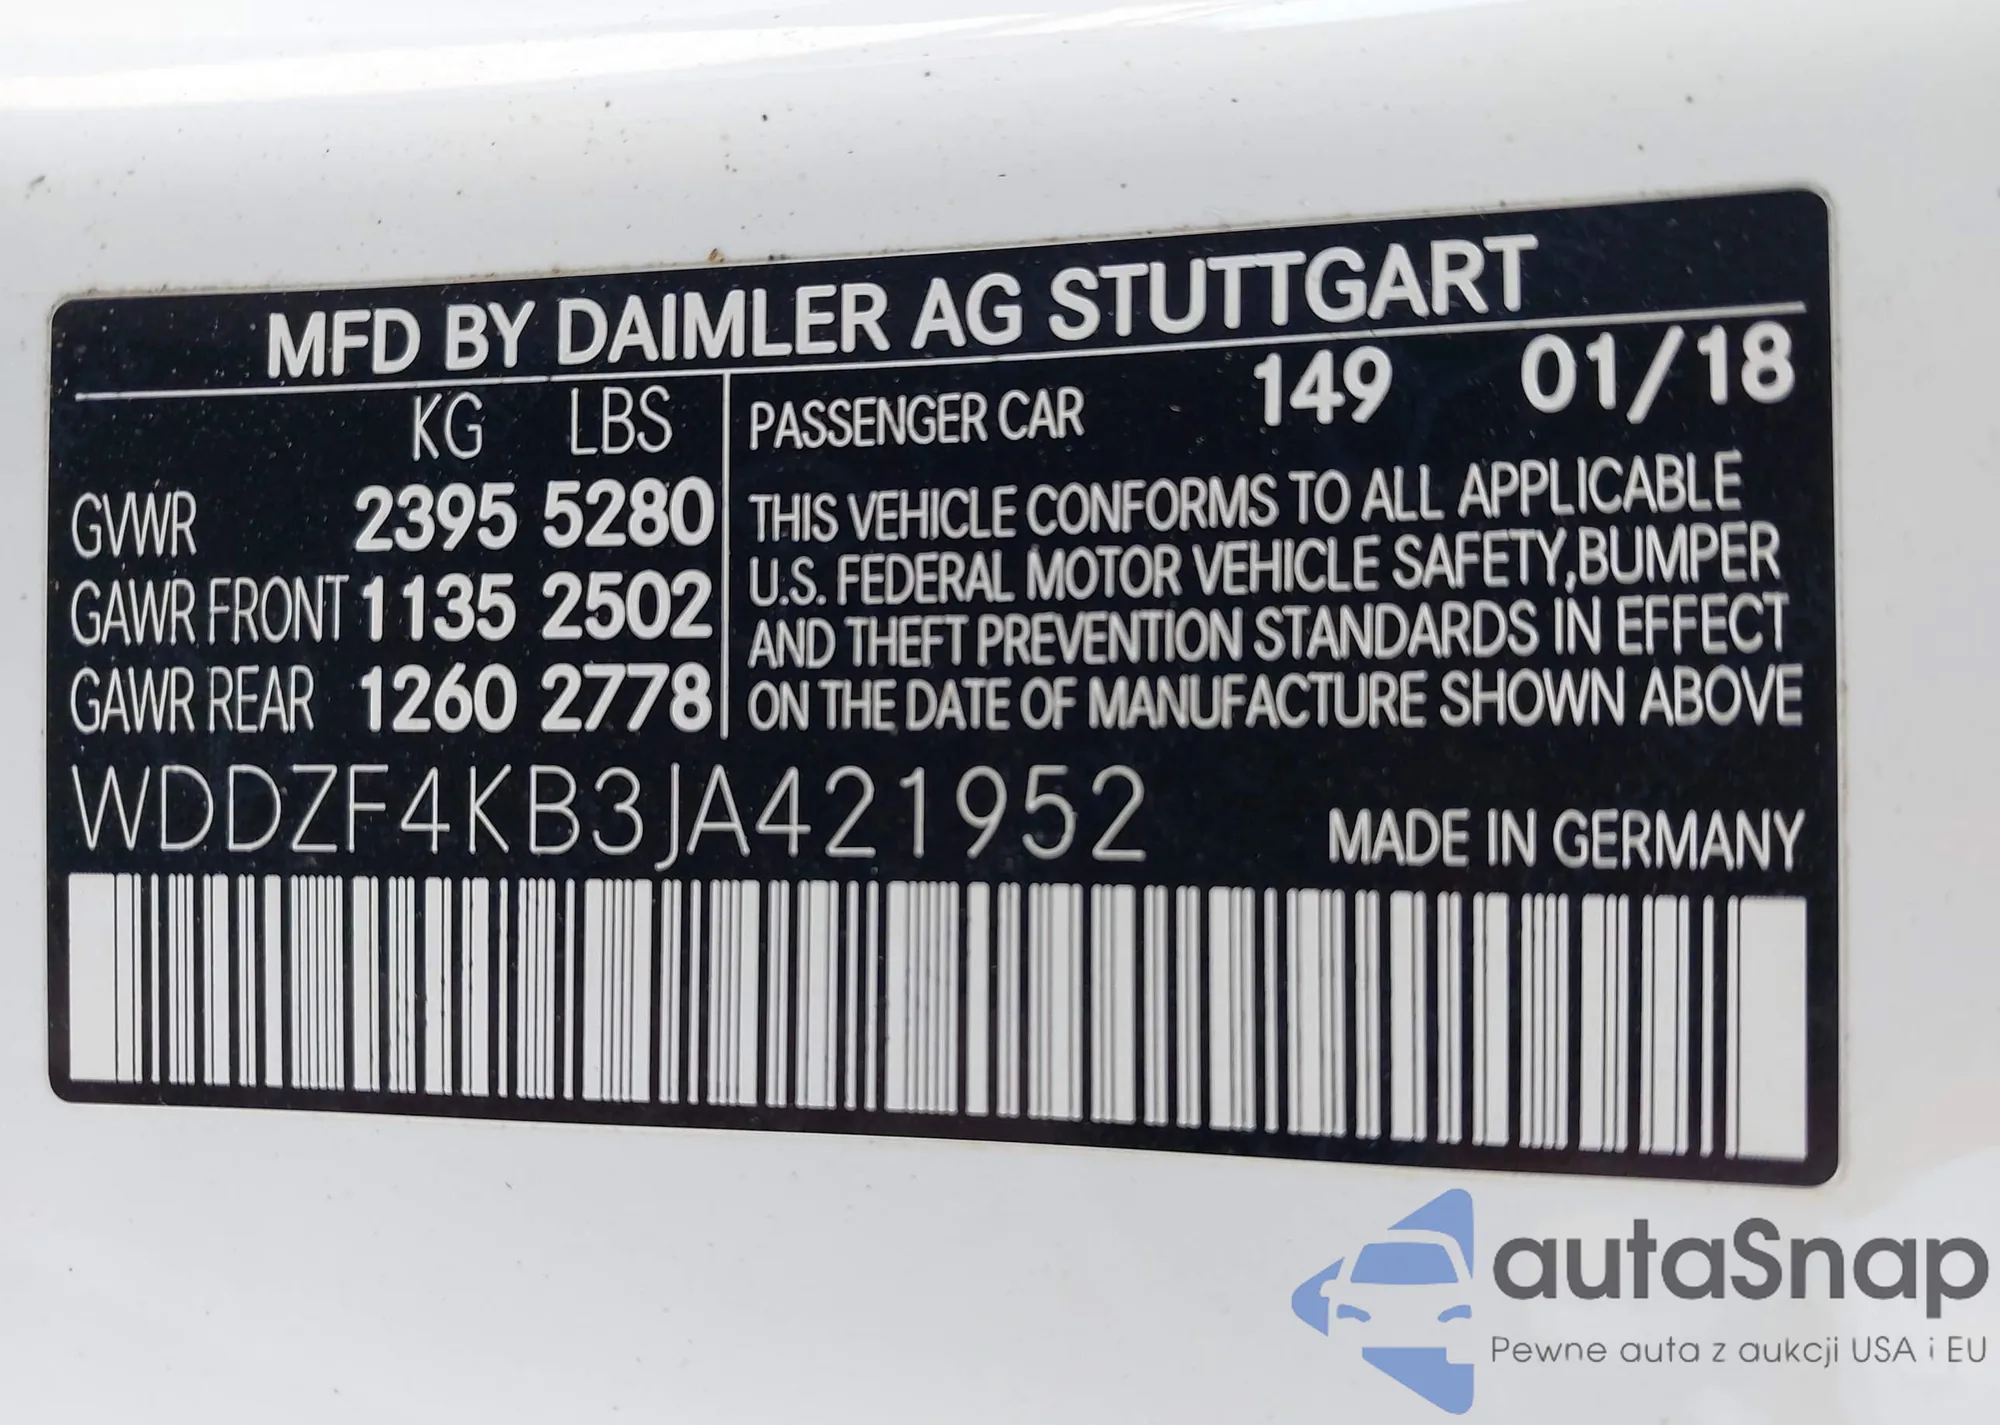 MFD BY DAIMLER AG STUTTGART
KG LBS
GVWR 2395 5280
GAWR FRONT 1135 2502
GAWR REAR 1260 2778
PASSENGER CAR 149 01/18
THIS VEHICLE CONFORMS TO ALL APPLICABLE
U.S. FEDERAL MOTOR VEHICLE SAFETY,BUMPER
AND THEFT PREVENTION STANDARDS IN EFFECT
ON THE DATE OF MANUFACTURE SHOWN ABOVE
WDDZF4KB3JA421952
MADE IN GERMANY
autaSnap
Pewne auta z aukcji USA i EU